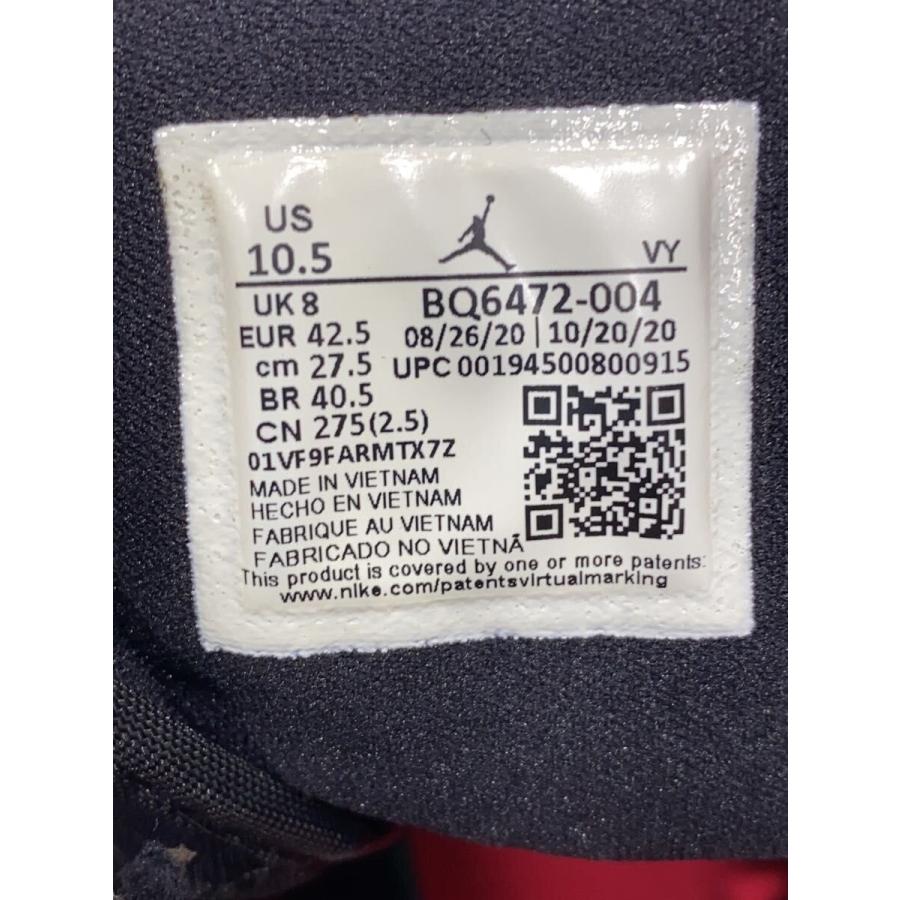 US
10.5
VY
UK 8
BQ6472-004
EUR 42.5
08/26/20 | 10/20/20
cm 27.5
UPC 00194500800915
BR 40.5
CN 275(2.5)
01VF9FARMTX7Z
MADE IN VIETNAM
HECHO EN VIETNAM
FABRIQUE AU VIETNAM
FABRICADO NO VIETNÃ
This product is covered by one or more patents:
www.nike.com/patentsvirtualmarking